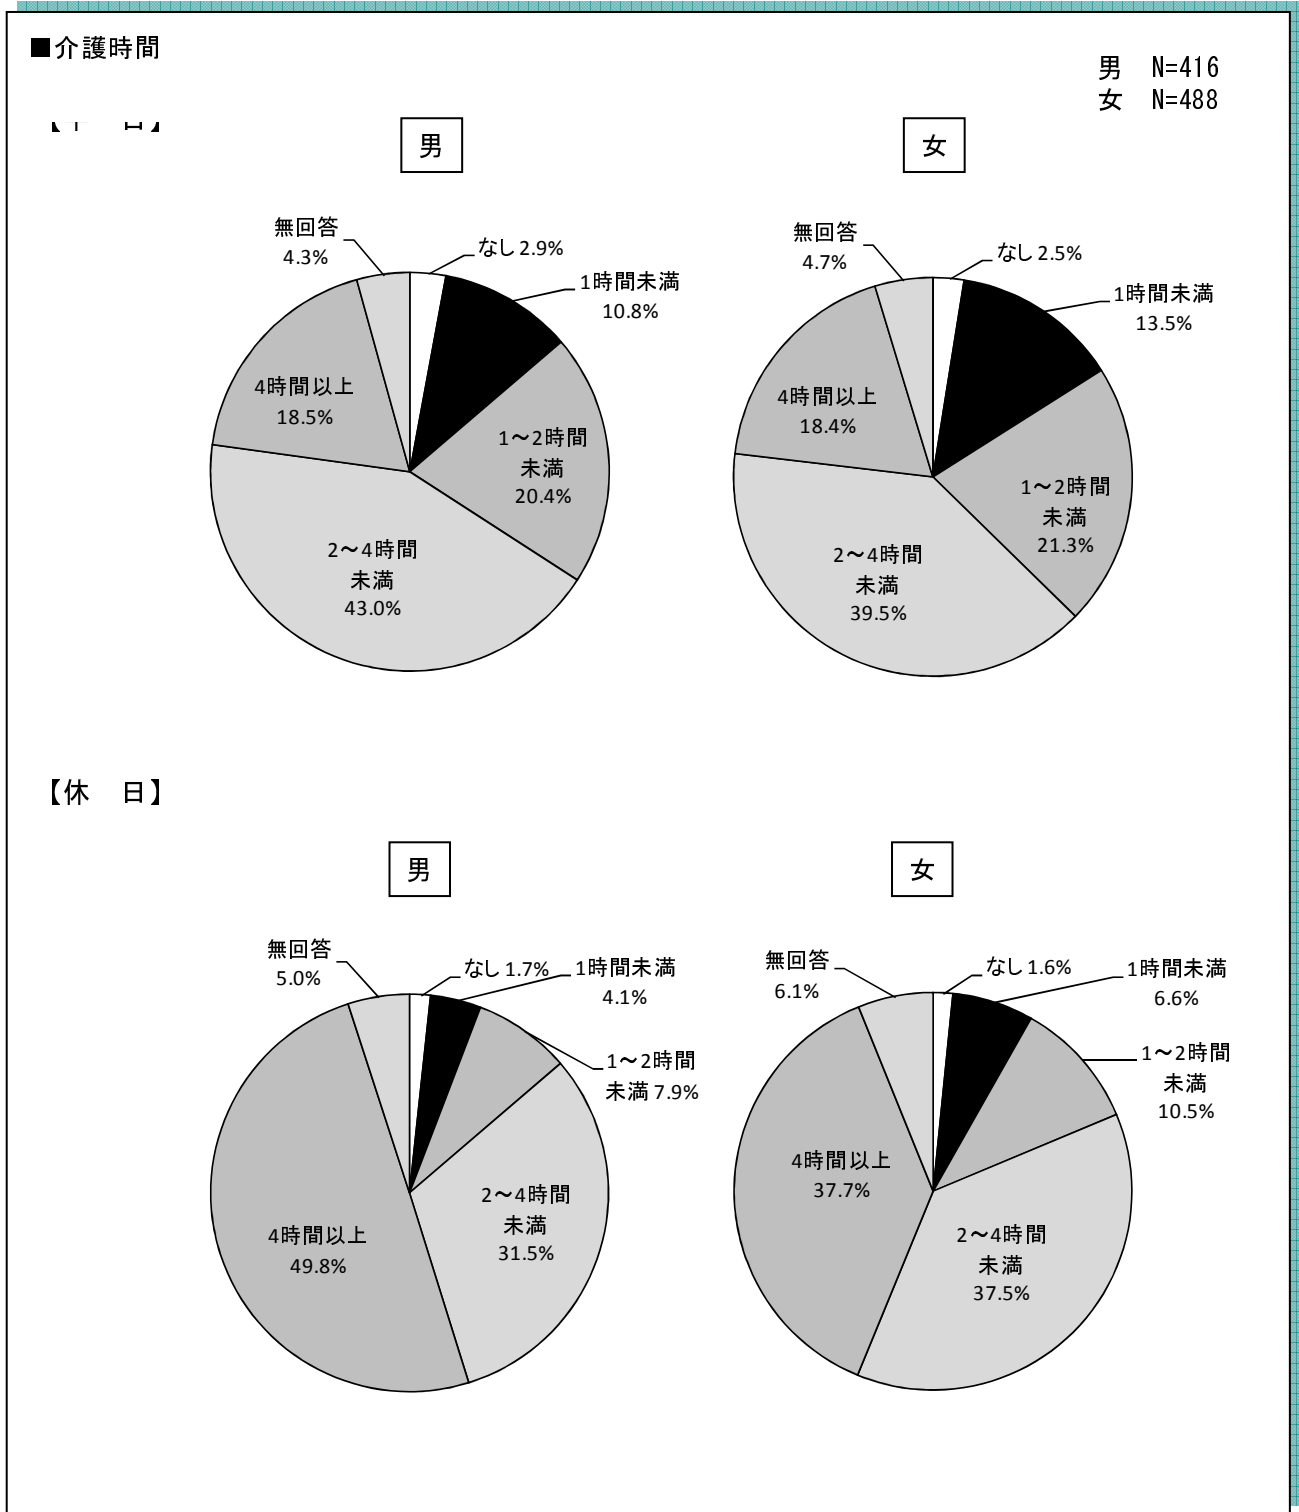 ■介護時間
男 N=416
女 N=488
男
女
無回答
4.3%
なし 2.9%
1時間未満
10.8%
1～2時間
未満
20.4%
2～4時間
未満
43.0%
4時間以上
18.5%
無回答
4.7%
なし 2.5%
1時間未満
13.5%
1～2時間
未満
21.3%
2～4時間
未満
39.5%
4時間以上
18.4%
【休 日】
男
女
無回答
5.0%
なし 1.7%
1時間未満
4.1%
1～2時間
未満 7.9%
2～4時間
未満
31.5%
4時間以上
49.8%
無回答
6.1%
なし 1.6%
1時間未満
6.6%
1～2時間
未満
10.5%
2～4時間
未満
37.5%
4時間以上
37.7%